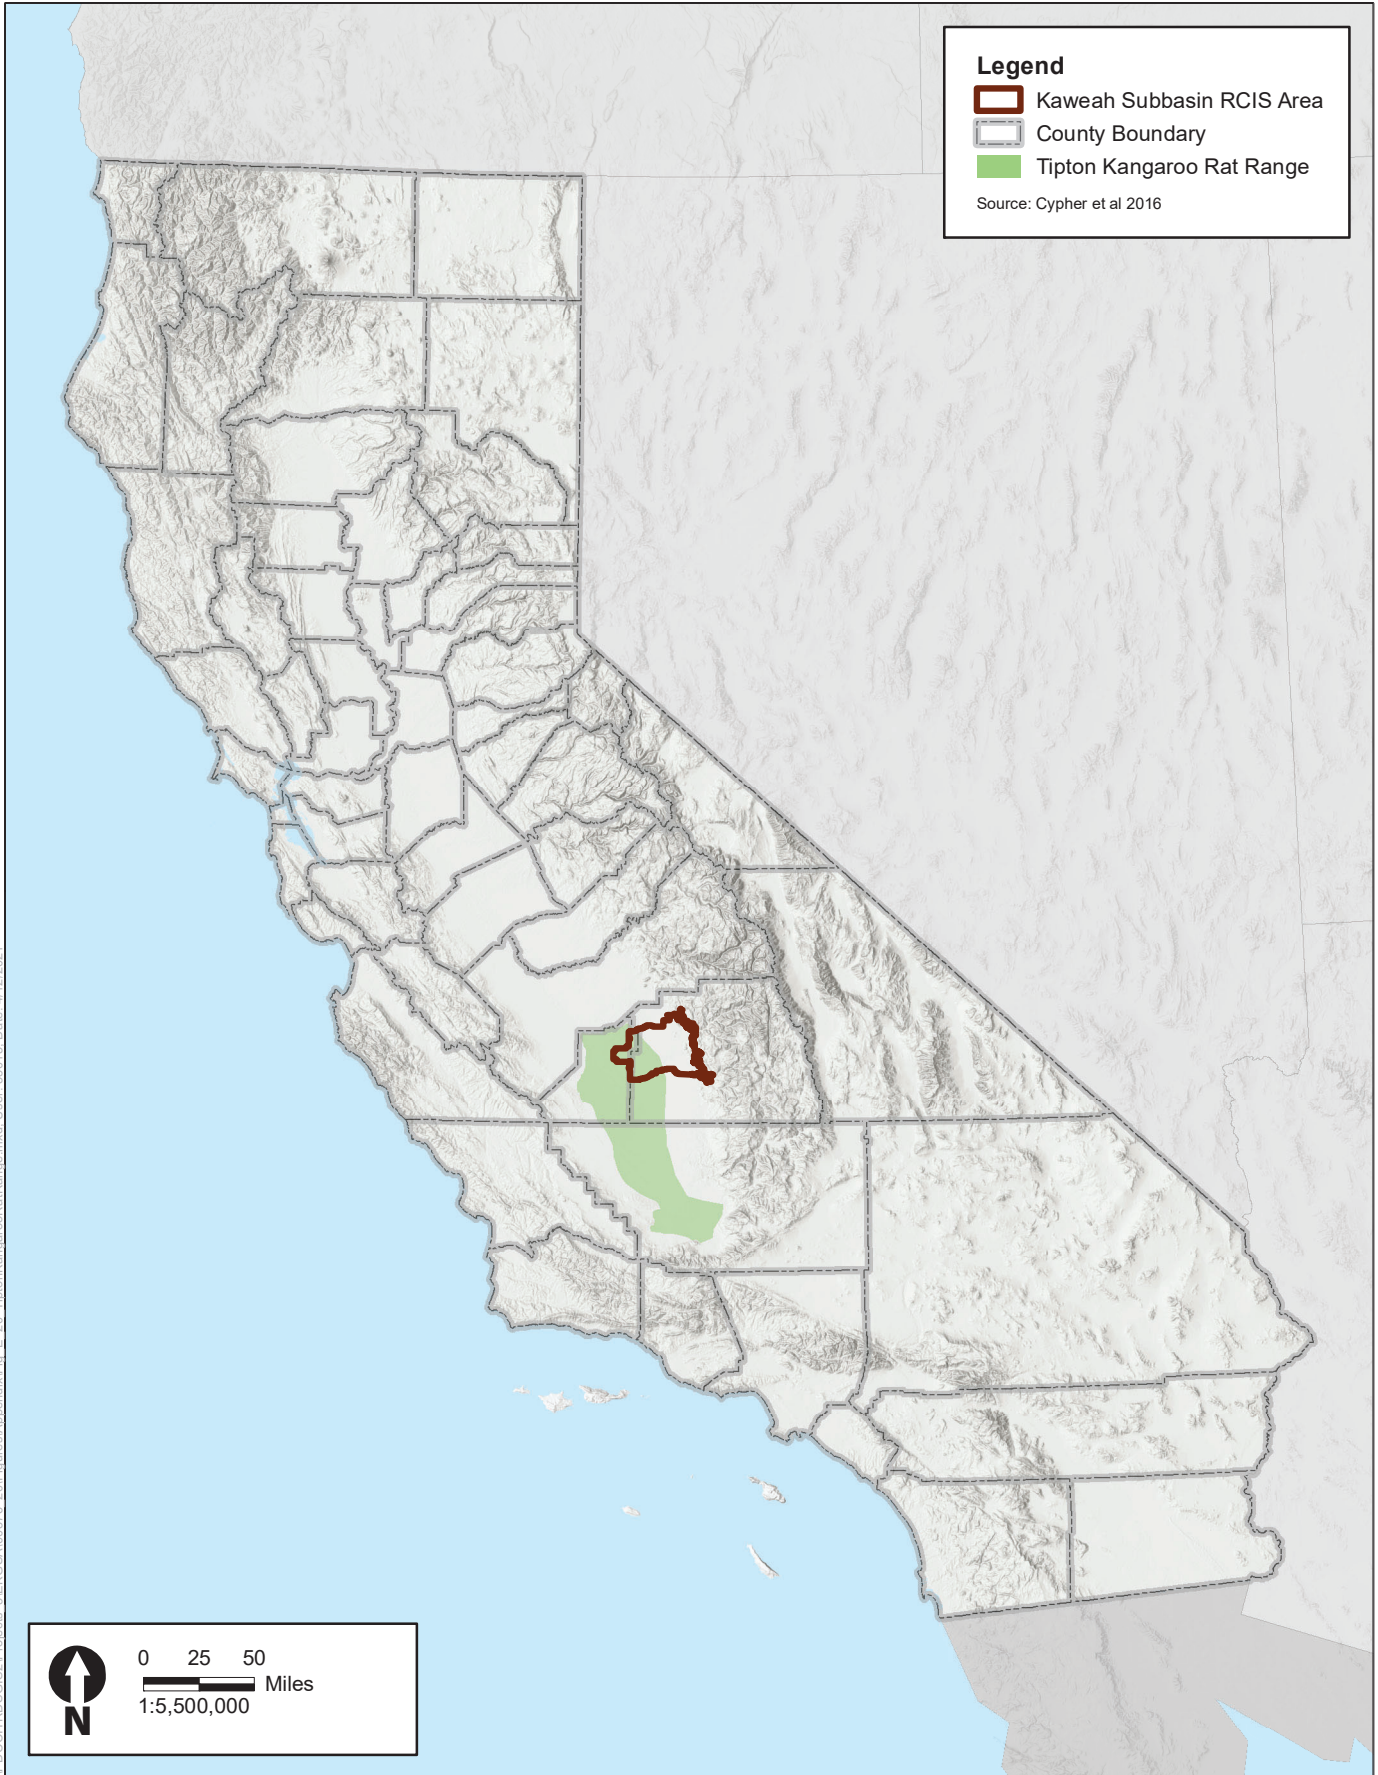 Legend
Kaweah Subbasin RCIS Area
County Boundary
Tipton Kangaroo Rat Range
Source: Cypher et al 2016
N
0 25 50
Miles
1:5,500,000